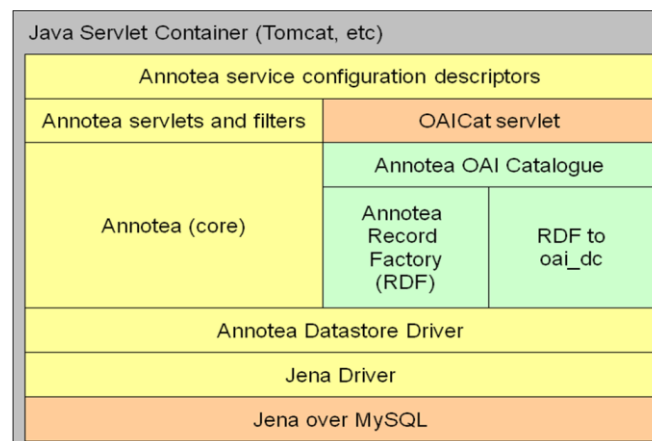 Java Servlet Container (Tomcat, etc)
Annotea service configuration descriptors
Annotea servlets and filters
OAICat servlet
Annotea (core)
Annotea OAI Catalogue
Annotea
Record
Factory
(RDF)
RDF to
oai_dc
Annotea Datastore Driver
Jena Driver
Jena over MySQL